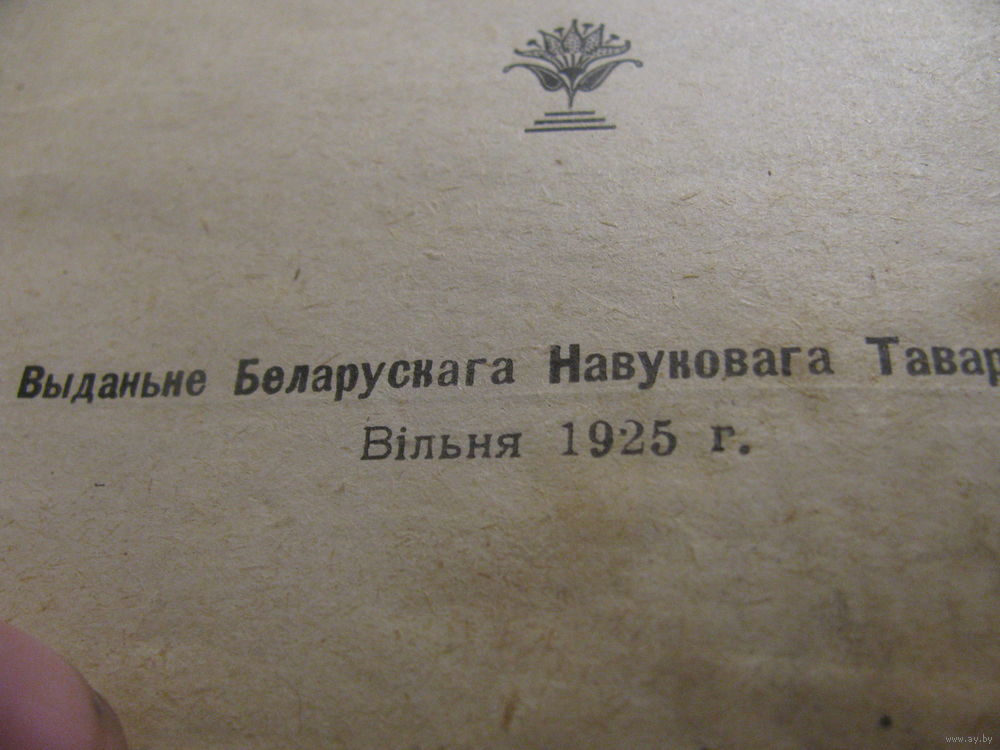 Выданьне Беларускага Навуковага Тавар
Вільня 1925 г.
www.ay.by